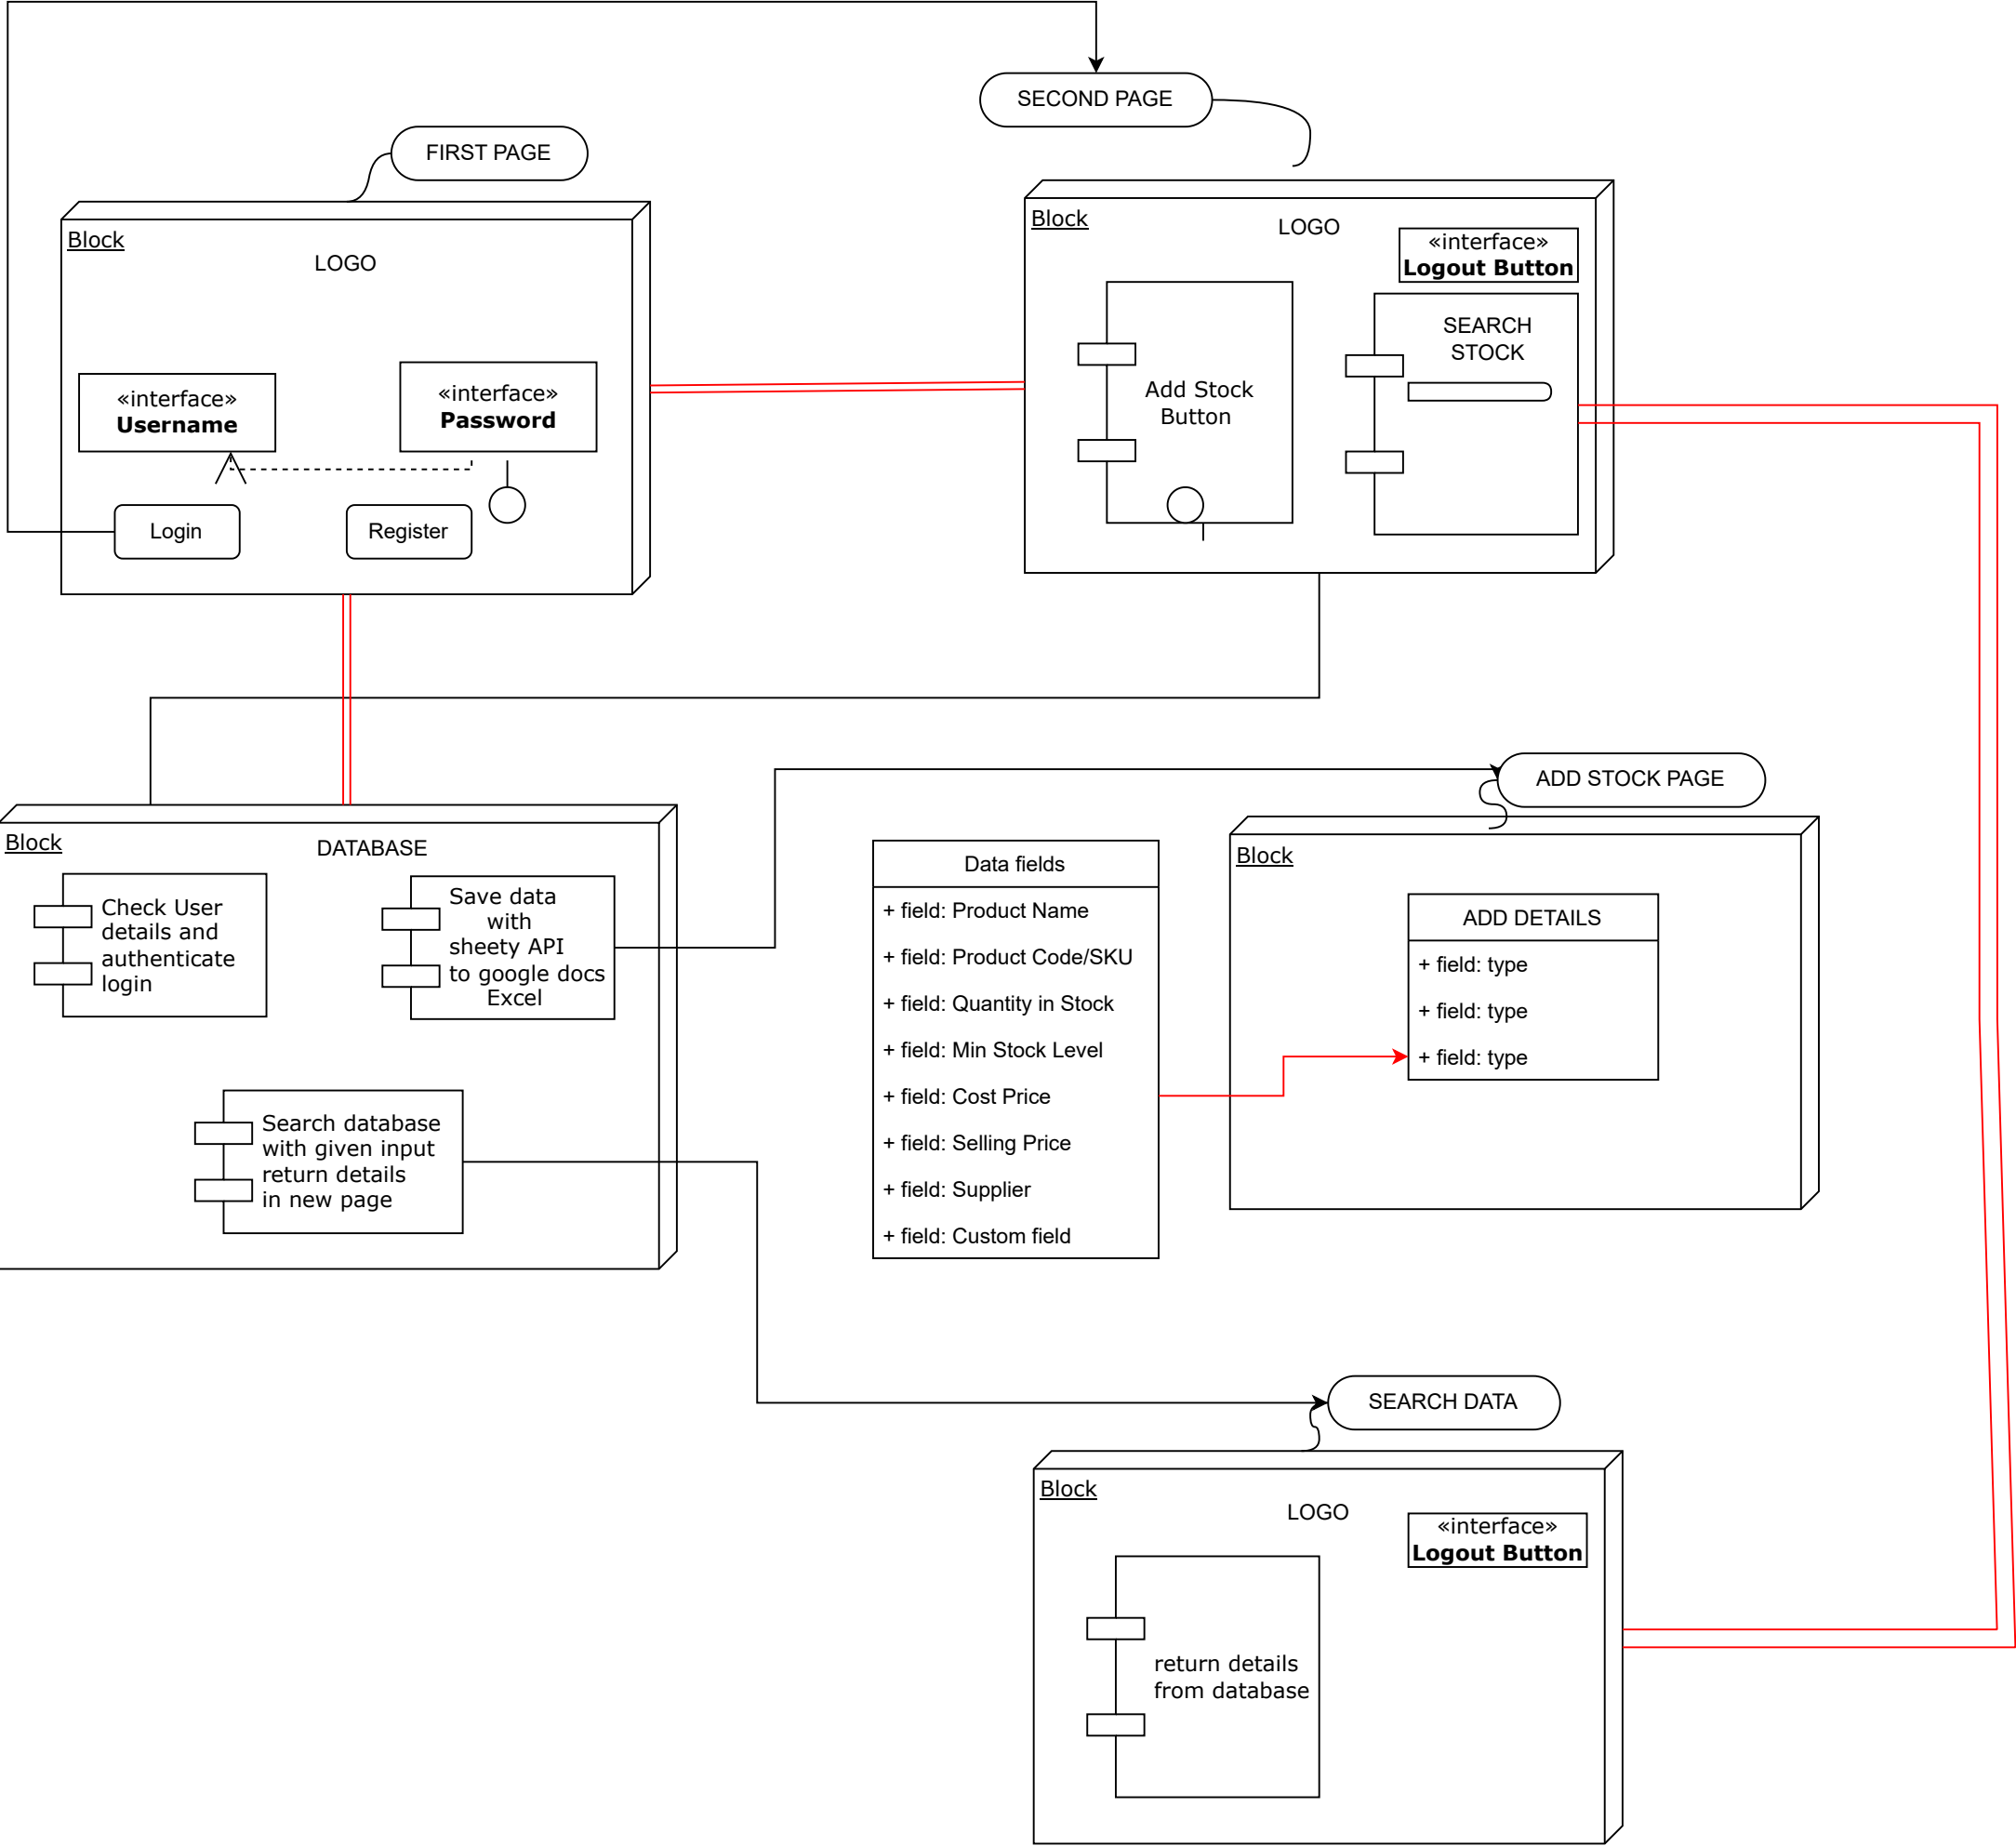 SECOND PAGE
FIRST PAGE
Block
LOGO
«interface»
Username
«interface»
Password
Login
Register
Block
LOGO
«interface»
Logout Button
Add Stock
Button
SEARCH
STOCK
Block
DATABASE
Check User
details and
authenticate
login
Save data
with
sheety API
to google docs
Excel
Search database
with given input
return details
in new page
Data fields
+ field: Product Name
+ field: Product Code/SKU
+ field: Quantity in Stock
+ field: Min Stock Level
+ field: Cost Price
+ field: Selling Price
+ field: Supplier
+ field: Custom field
ADD STOCK PAGE
Block
ADD DETAILS
+ field: type
+ field: type
+ field: type
SEARCH DATA
Block
LOGO
«interface»
Logout Button
return details
from database